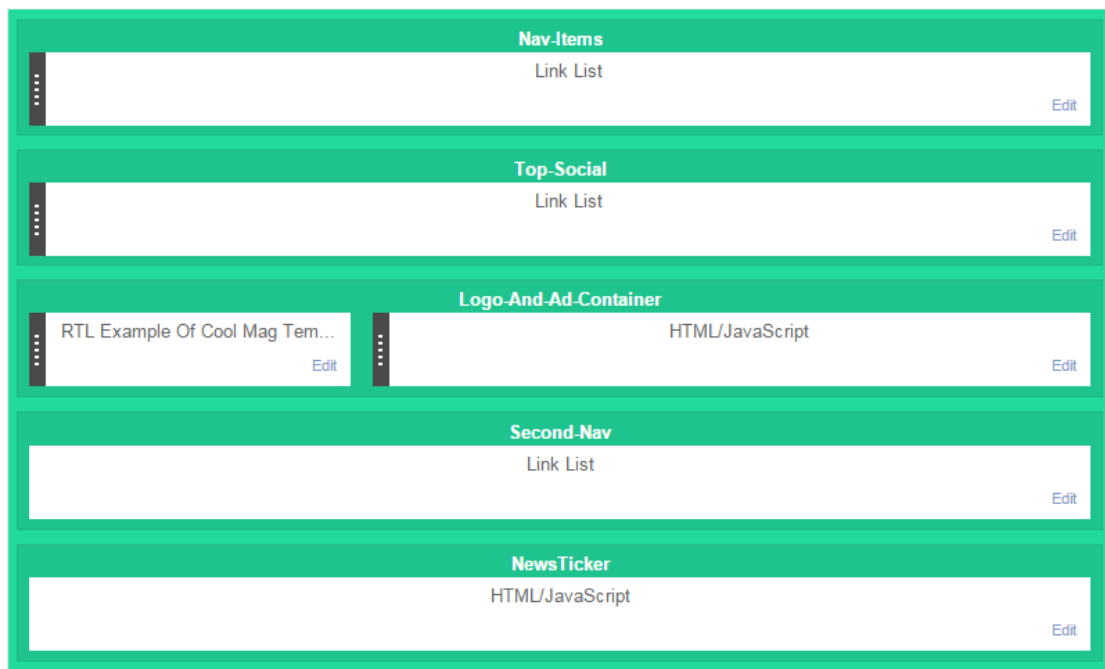 Nav-Items
Link List
Edit
Top-Social
Link List
Edit
Logo-And-Ad-Container
RTL Example Of Cool Mag Tem...
Edit
HTML/JavaScript
Edit
Second-Nav
Link List
Edit
NewsTicker
HTML/JavaScript
Edit